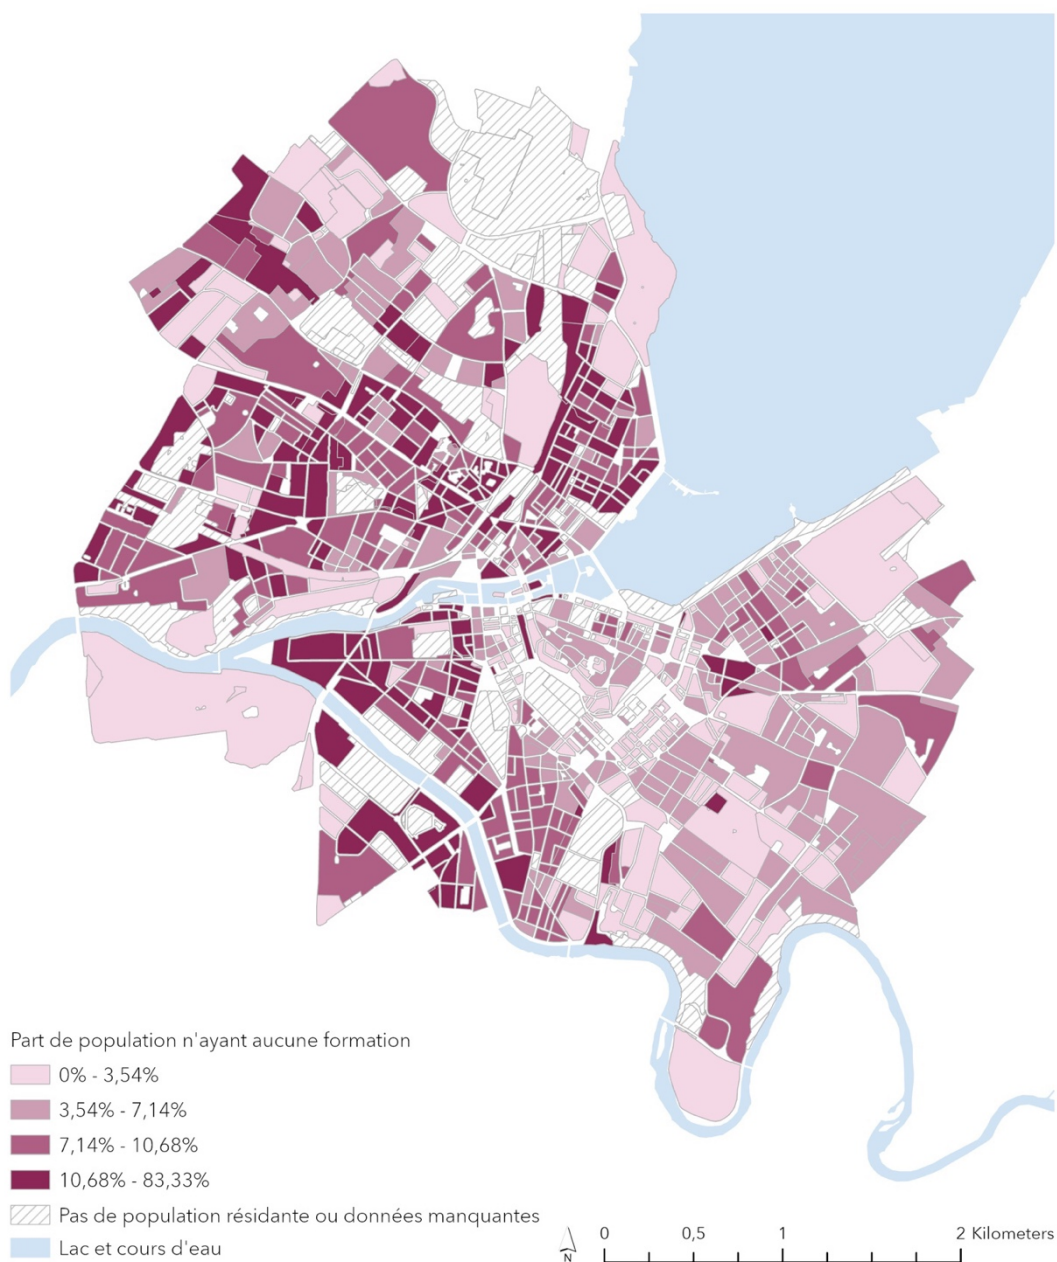 Part de population n'ayant aucune formation
0% - 3,54%
3,54% - 7,14%
7,14% - 10,68%
10,68% - 83,33%
Pas de population résidante ou données manquantes
Lac et cours d'eau
N
0 0,5 1 2 Kilometers